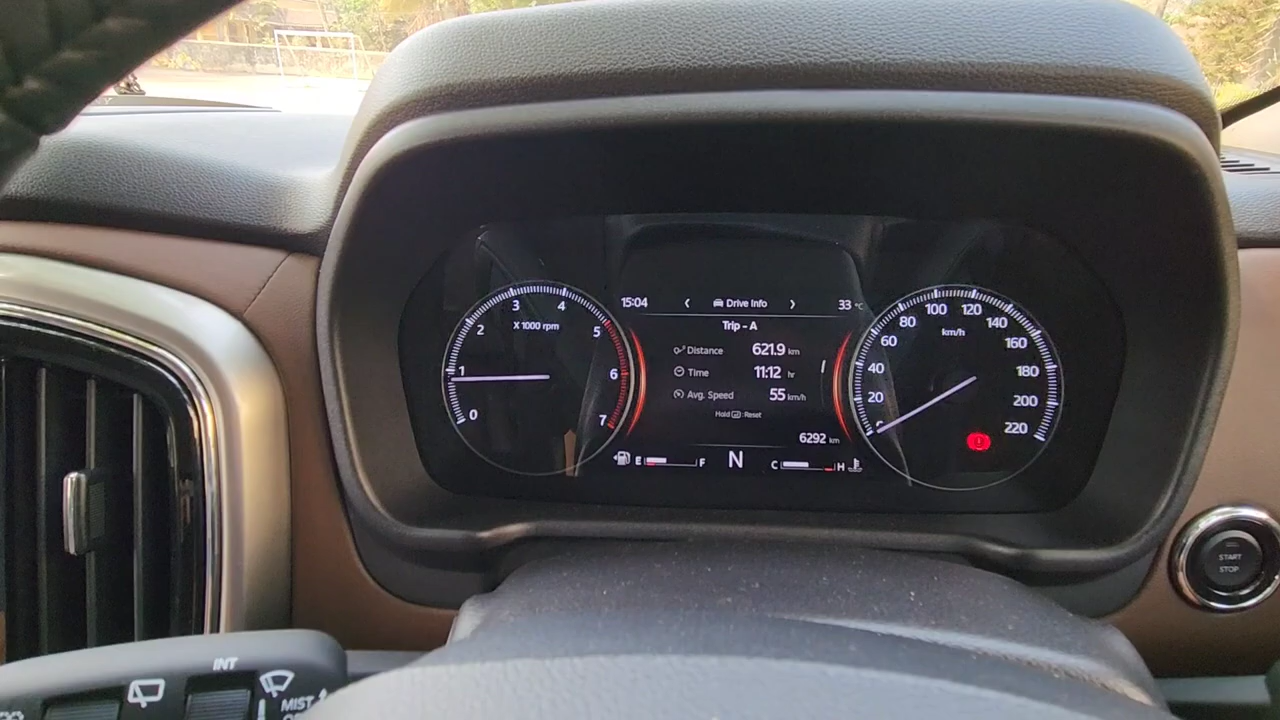 15:04 Drive Info 33 °C
Trip - A
Distance 621.9 km
Time 11:12 hr
Avg. Speed 55 km/h
Hold : Reset
6292 km
E F N C H
0 1 2 3 4 5 6 7
X 1000 rpm
20 40 60 80 100 120 140 160 180 200 220
km/h
START
STOP
INT
MIST